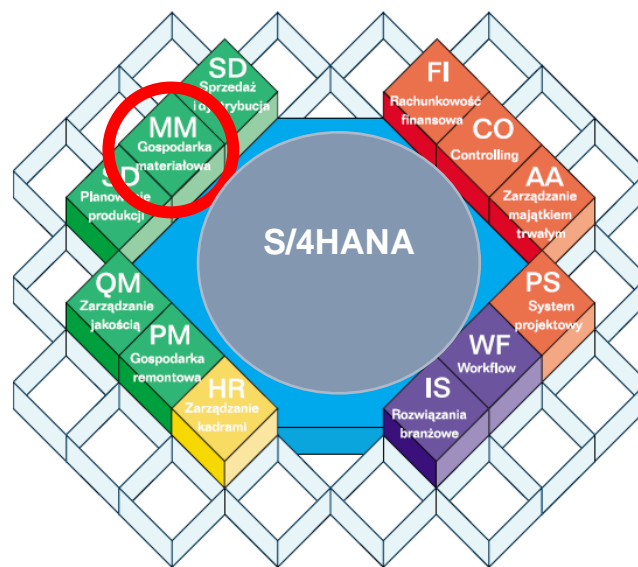 SD
Sprzedaż
i dystrybucja
MM
Gospodarka
materiałowa
SD
Planowanie
produkcji
QM
Zarządzanie
jakością
PM
Gospodarka
remontowa
HR
Zarządzanie
kadrami
S/4HANA
FI
Rachunkowość
finansowa
CO
Controlling
AA
Zarządzanie
majątkiem
trwałym
PS
System
projektowy
WF
Workflow
IS
Rozwiązania
branżowe